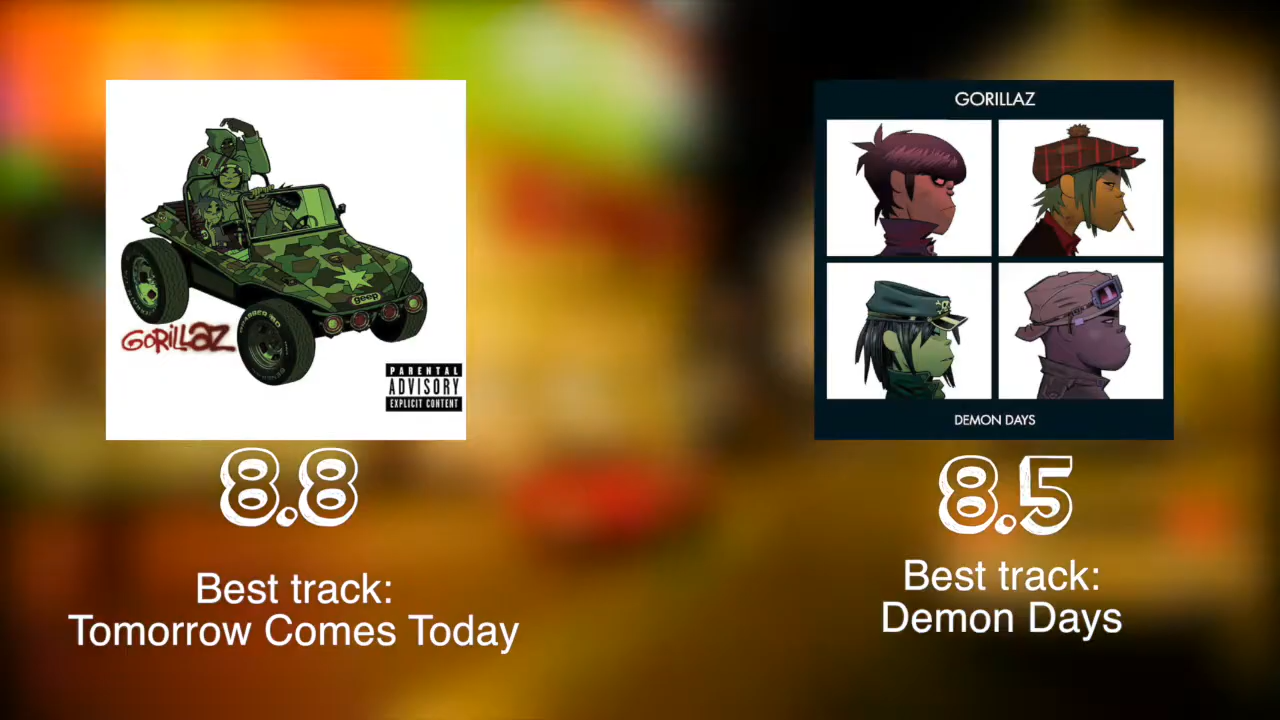 geep
GORILLAZ
PARENTAL
ADVISORY
EXPLICIT CONTENT
8.8
Best track:
Tomorrow Comes Today
GORILLAZ
DEMON DAYS
8.5
Best track:
Demon Days